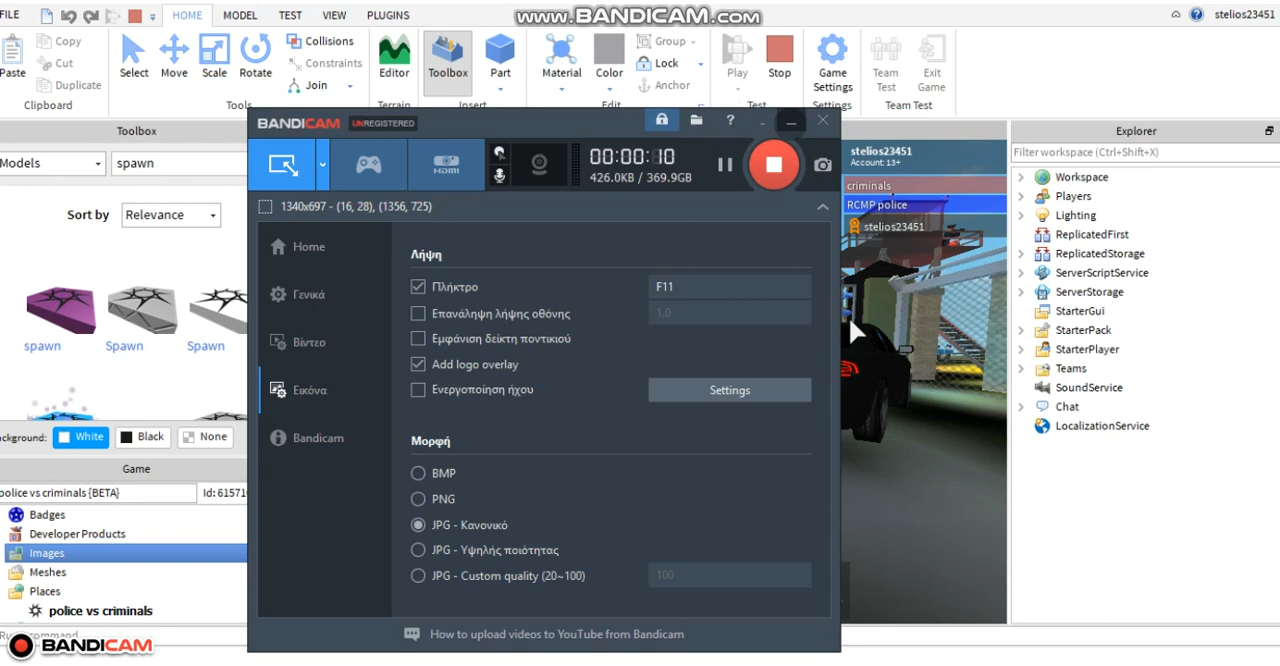 FILE HOME MODEL TEST VIEW PLUGINS
www.BANDICAM.com
stelios23451
Paste Copy Cut Duplicate
Select Move Scale Rotate
Collisions Constraints Join
Editor Toolbox Part
Material Color Group Lock Anchor
Play Stop Game Settings Team Test Exit Game
Clipboard Tools Terrain Insert Edit Test Settings Team Test
Toolbox
Models spawn
Sort by Relevance
spawn Spawn Spawn
Background: White Black None
Game
police vs criminals {BETA} Id: 61571
Badges
Developer Products
Images
Meshes
Places
police vs criminals
BANDICAM
BANDICAM UNREGISTERED
00:00:10
426.0KB / 369.9GB
HDMI
1340x697 - (16, 28), (1356, 725)
Home
Γενικά
Βίντεο
Εικόνα
Bandicam
Λήψη
Πλήκτρο F11
Επανάληψη λήψης οθόνης 1.0
Εμφάνιση δείκτη ποντικιού
Add logo overlay
Ενεργοποίηση ήχου Settings
Μορφή
BMP
PNG
JPG - Κανονικό
JPG - Υψηλής ποιότητας
JPG - Custom quality (20~100) 100
How to upload videos to YouTube from Bandicam
stelios23451
Account: 13+
criminals
RCMP police
stelios23451
Explorer
Filter workspace (Ctrl+Shift+X)
Workspace
Players
Lighting
ReplicatedFirst
ReplicatedStorage
ServerScriptService
ServerStorage
StarterGui
StarterPack
StarterPlayer
Teams
SoundService
Chat
LocalizationService